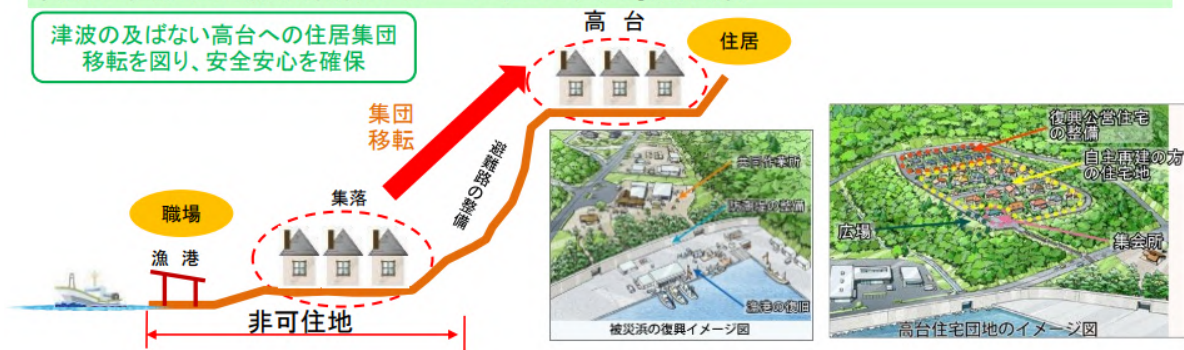 津波の及ばない高台への住居集団
移転を図り、安全安心を確保
高 台
住居
集団
移転
避難路の整備
集落
職場
漁 港
非可住地
共同作業所
防潮堤の整備
漁港の復旧
被災浜の復興イメージ図
復興公営住宅
の整備
自主再建の方
の住宅地
広場
集会所
高台住宅団地のイメージ図